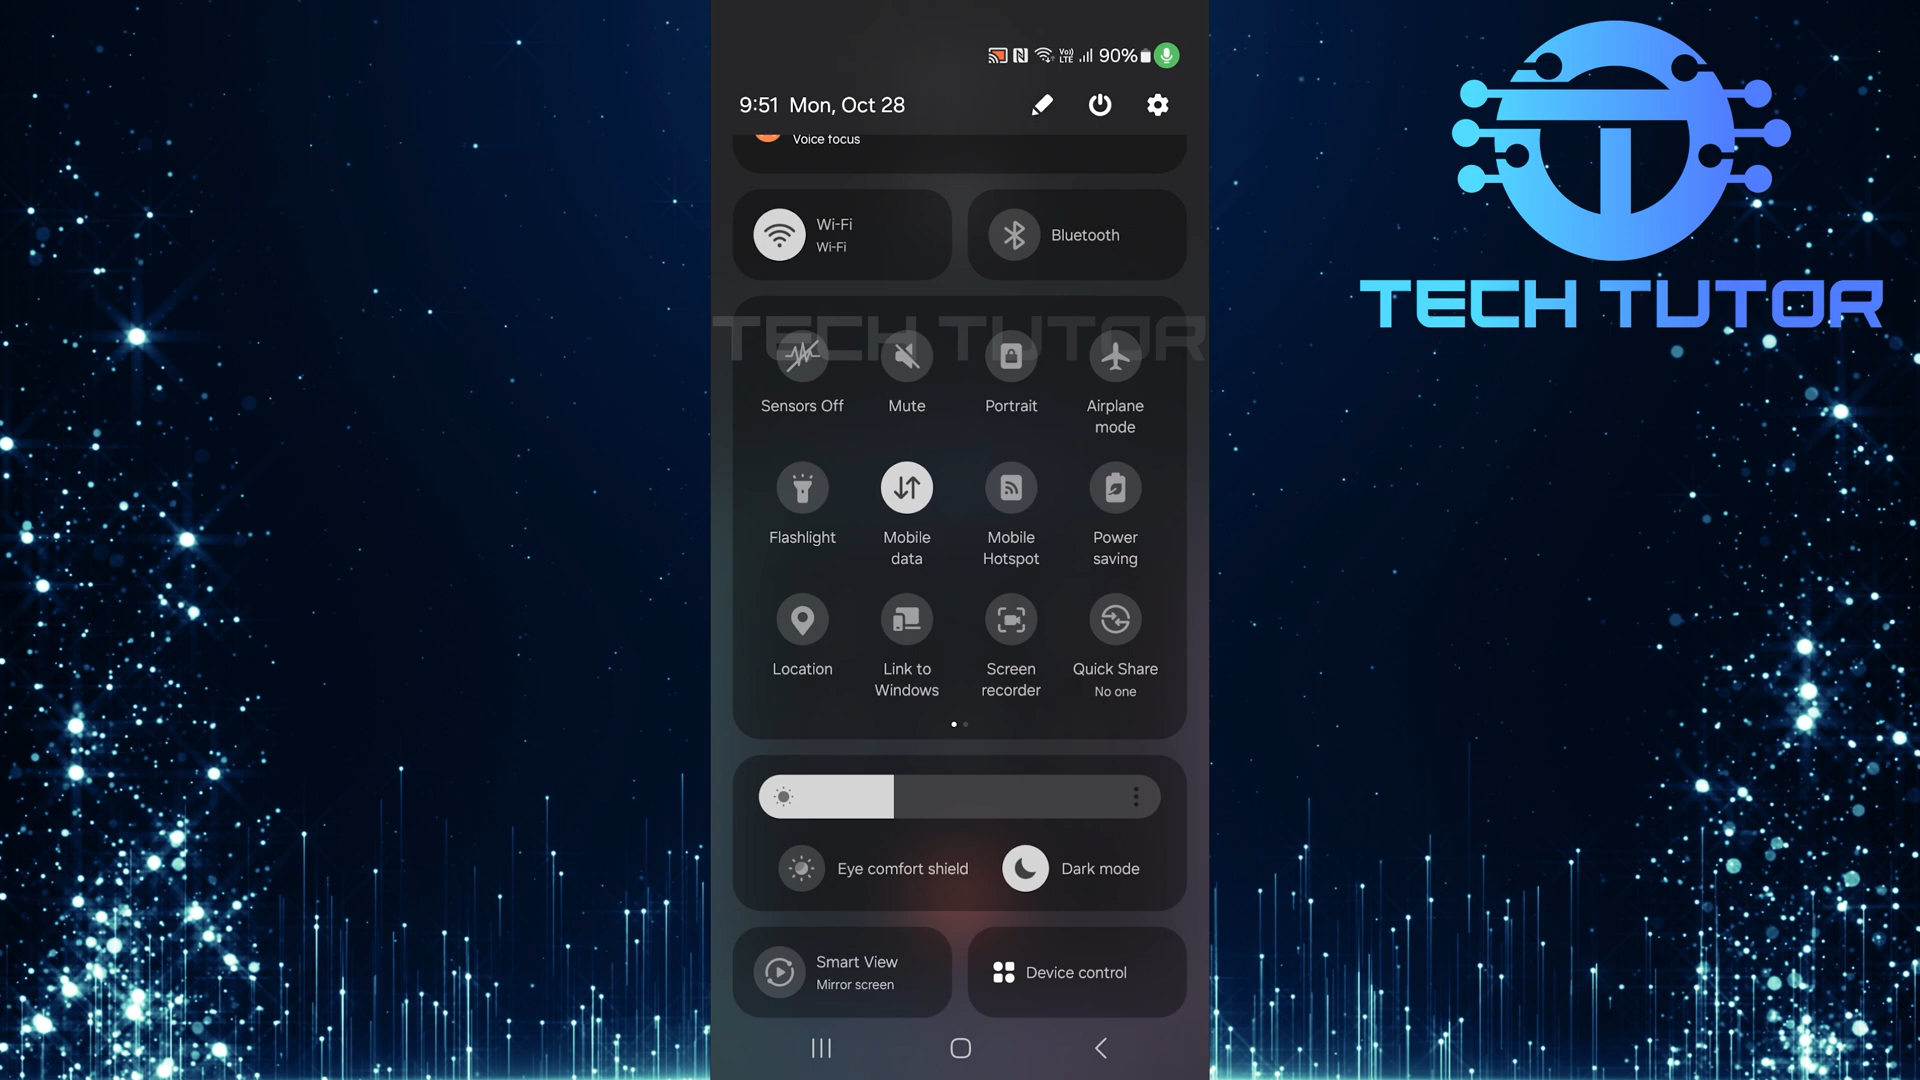 VoJ) LTE 90%
9:51 Mon, Oct 28
Voice focus
TECH TUTOR
Wi-Fi
Wi-Fi
Bluetooth
TECH TUTOR
Sensors Off
Mute
Portrait
Airplane
mode
Flashlight
Mobile
data
Mobile
Hotspot
Power
saving
Location
Link to
Windows
Screen
recorder
Quick Share
No one
Eye comfort shield
Dark mode
Smart View
Mirror screen
Device control